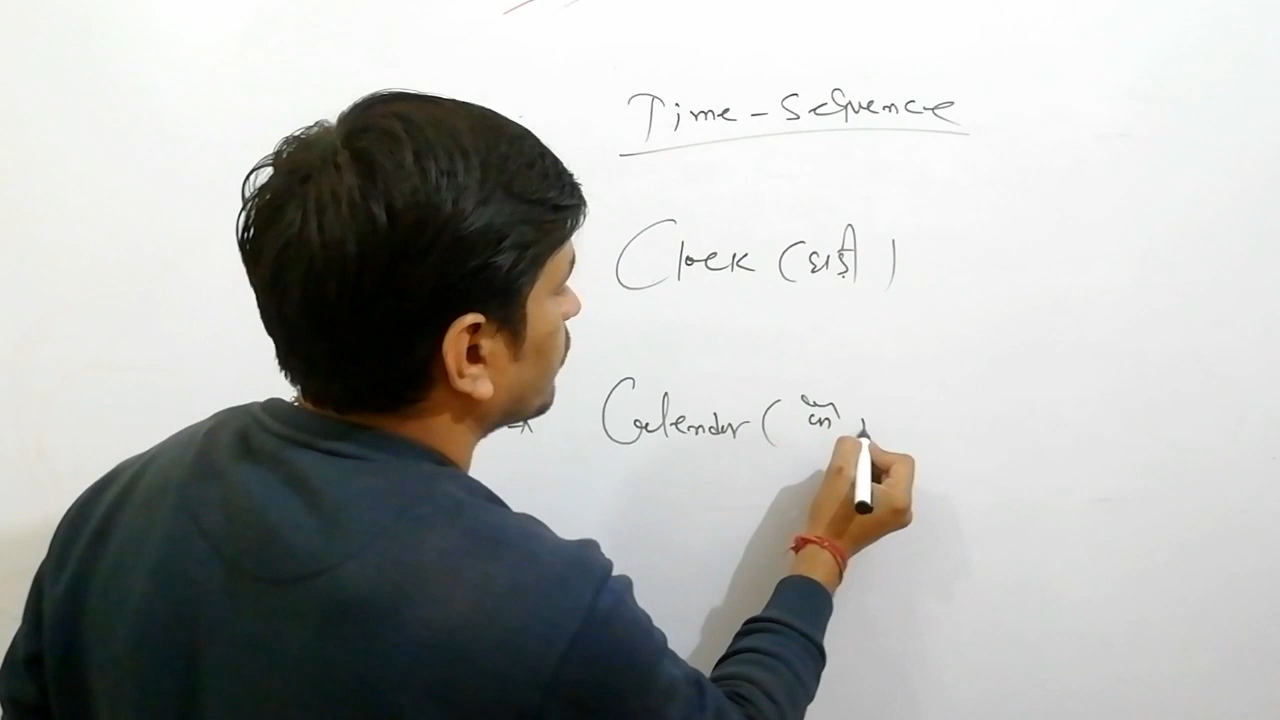 Time - Sequence
Clock (घड़ी)
→ Calender (